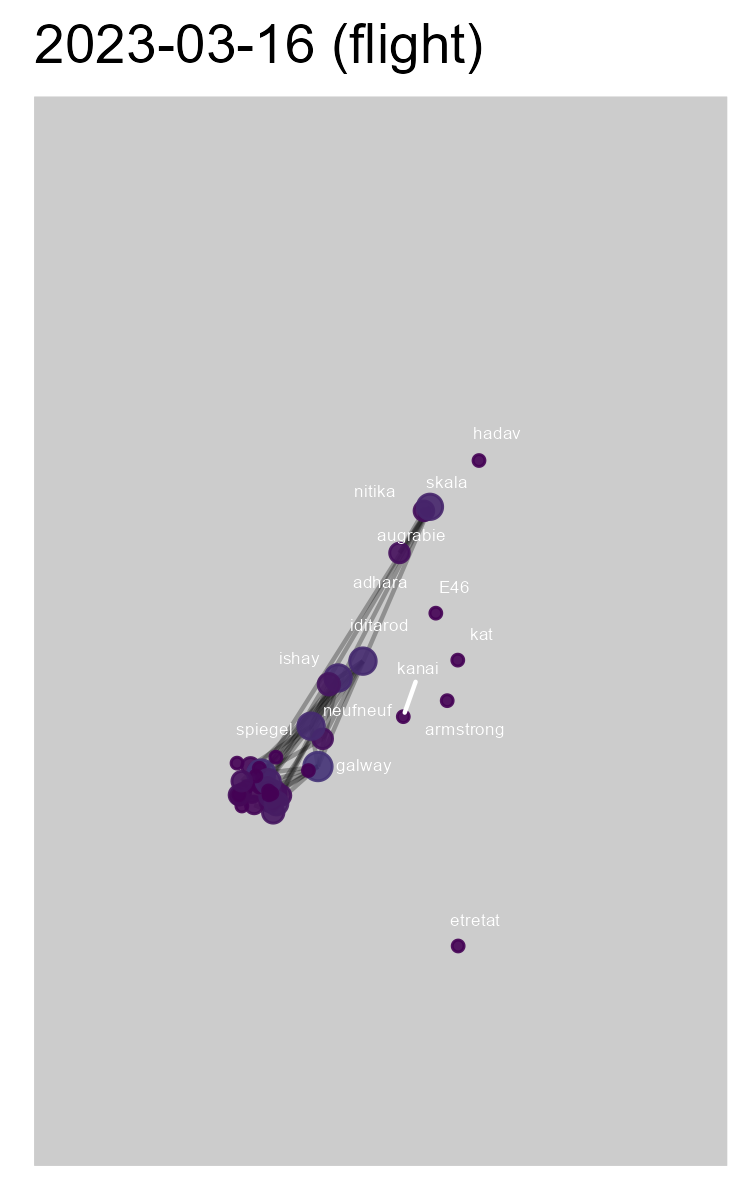 2023-03-16 (flight)
hadav
skala
nitika
augrabie
adhara
E46
iditarod
kat
ishay
kanai
neufneuf
spiegel
armstrong
galway
etretat